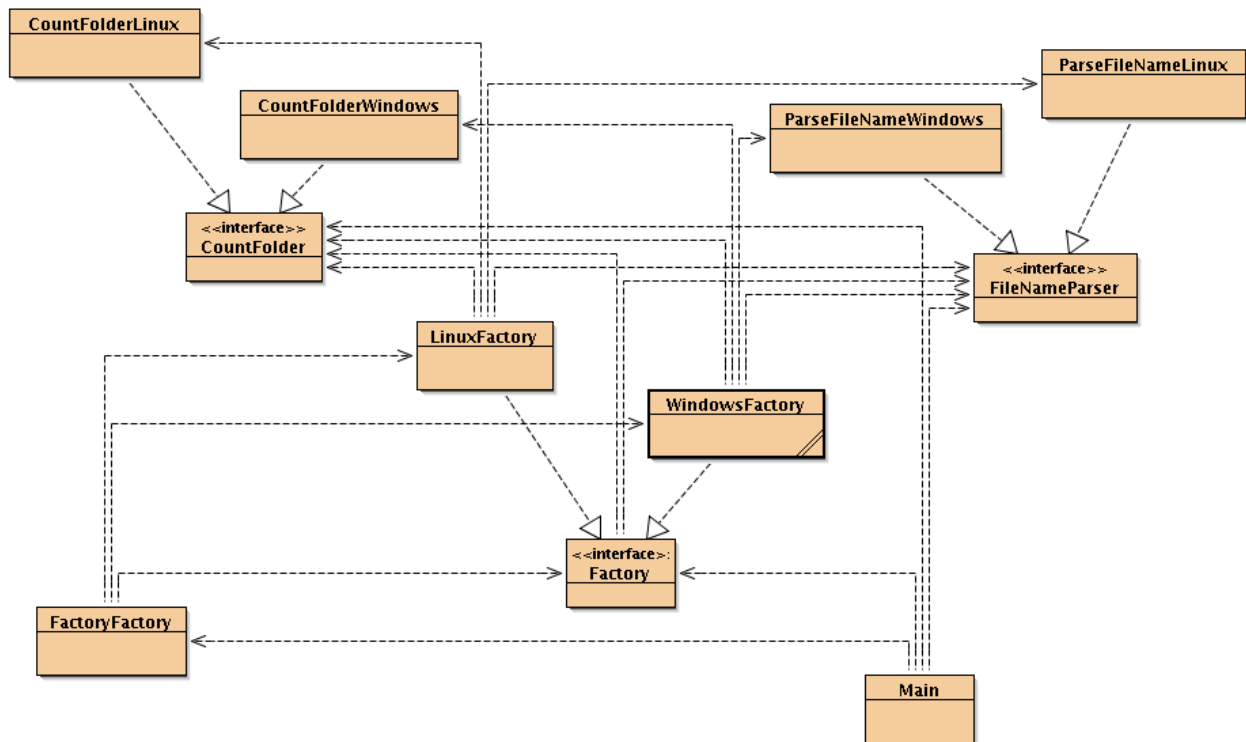 CountFolderLinux
ParseFileNameLinux
CountFolderWindows
ParseFileNameWindows
<<interface>>
CountFolder
<<interface>>
FileNameParser
LinuxFactory
WindowsFactory
<<interface>:
Factory
FactoryFactory
Main